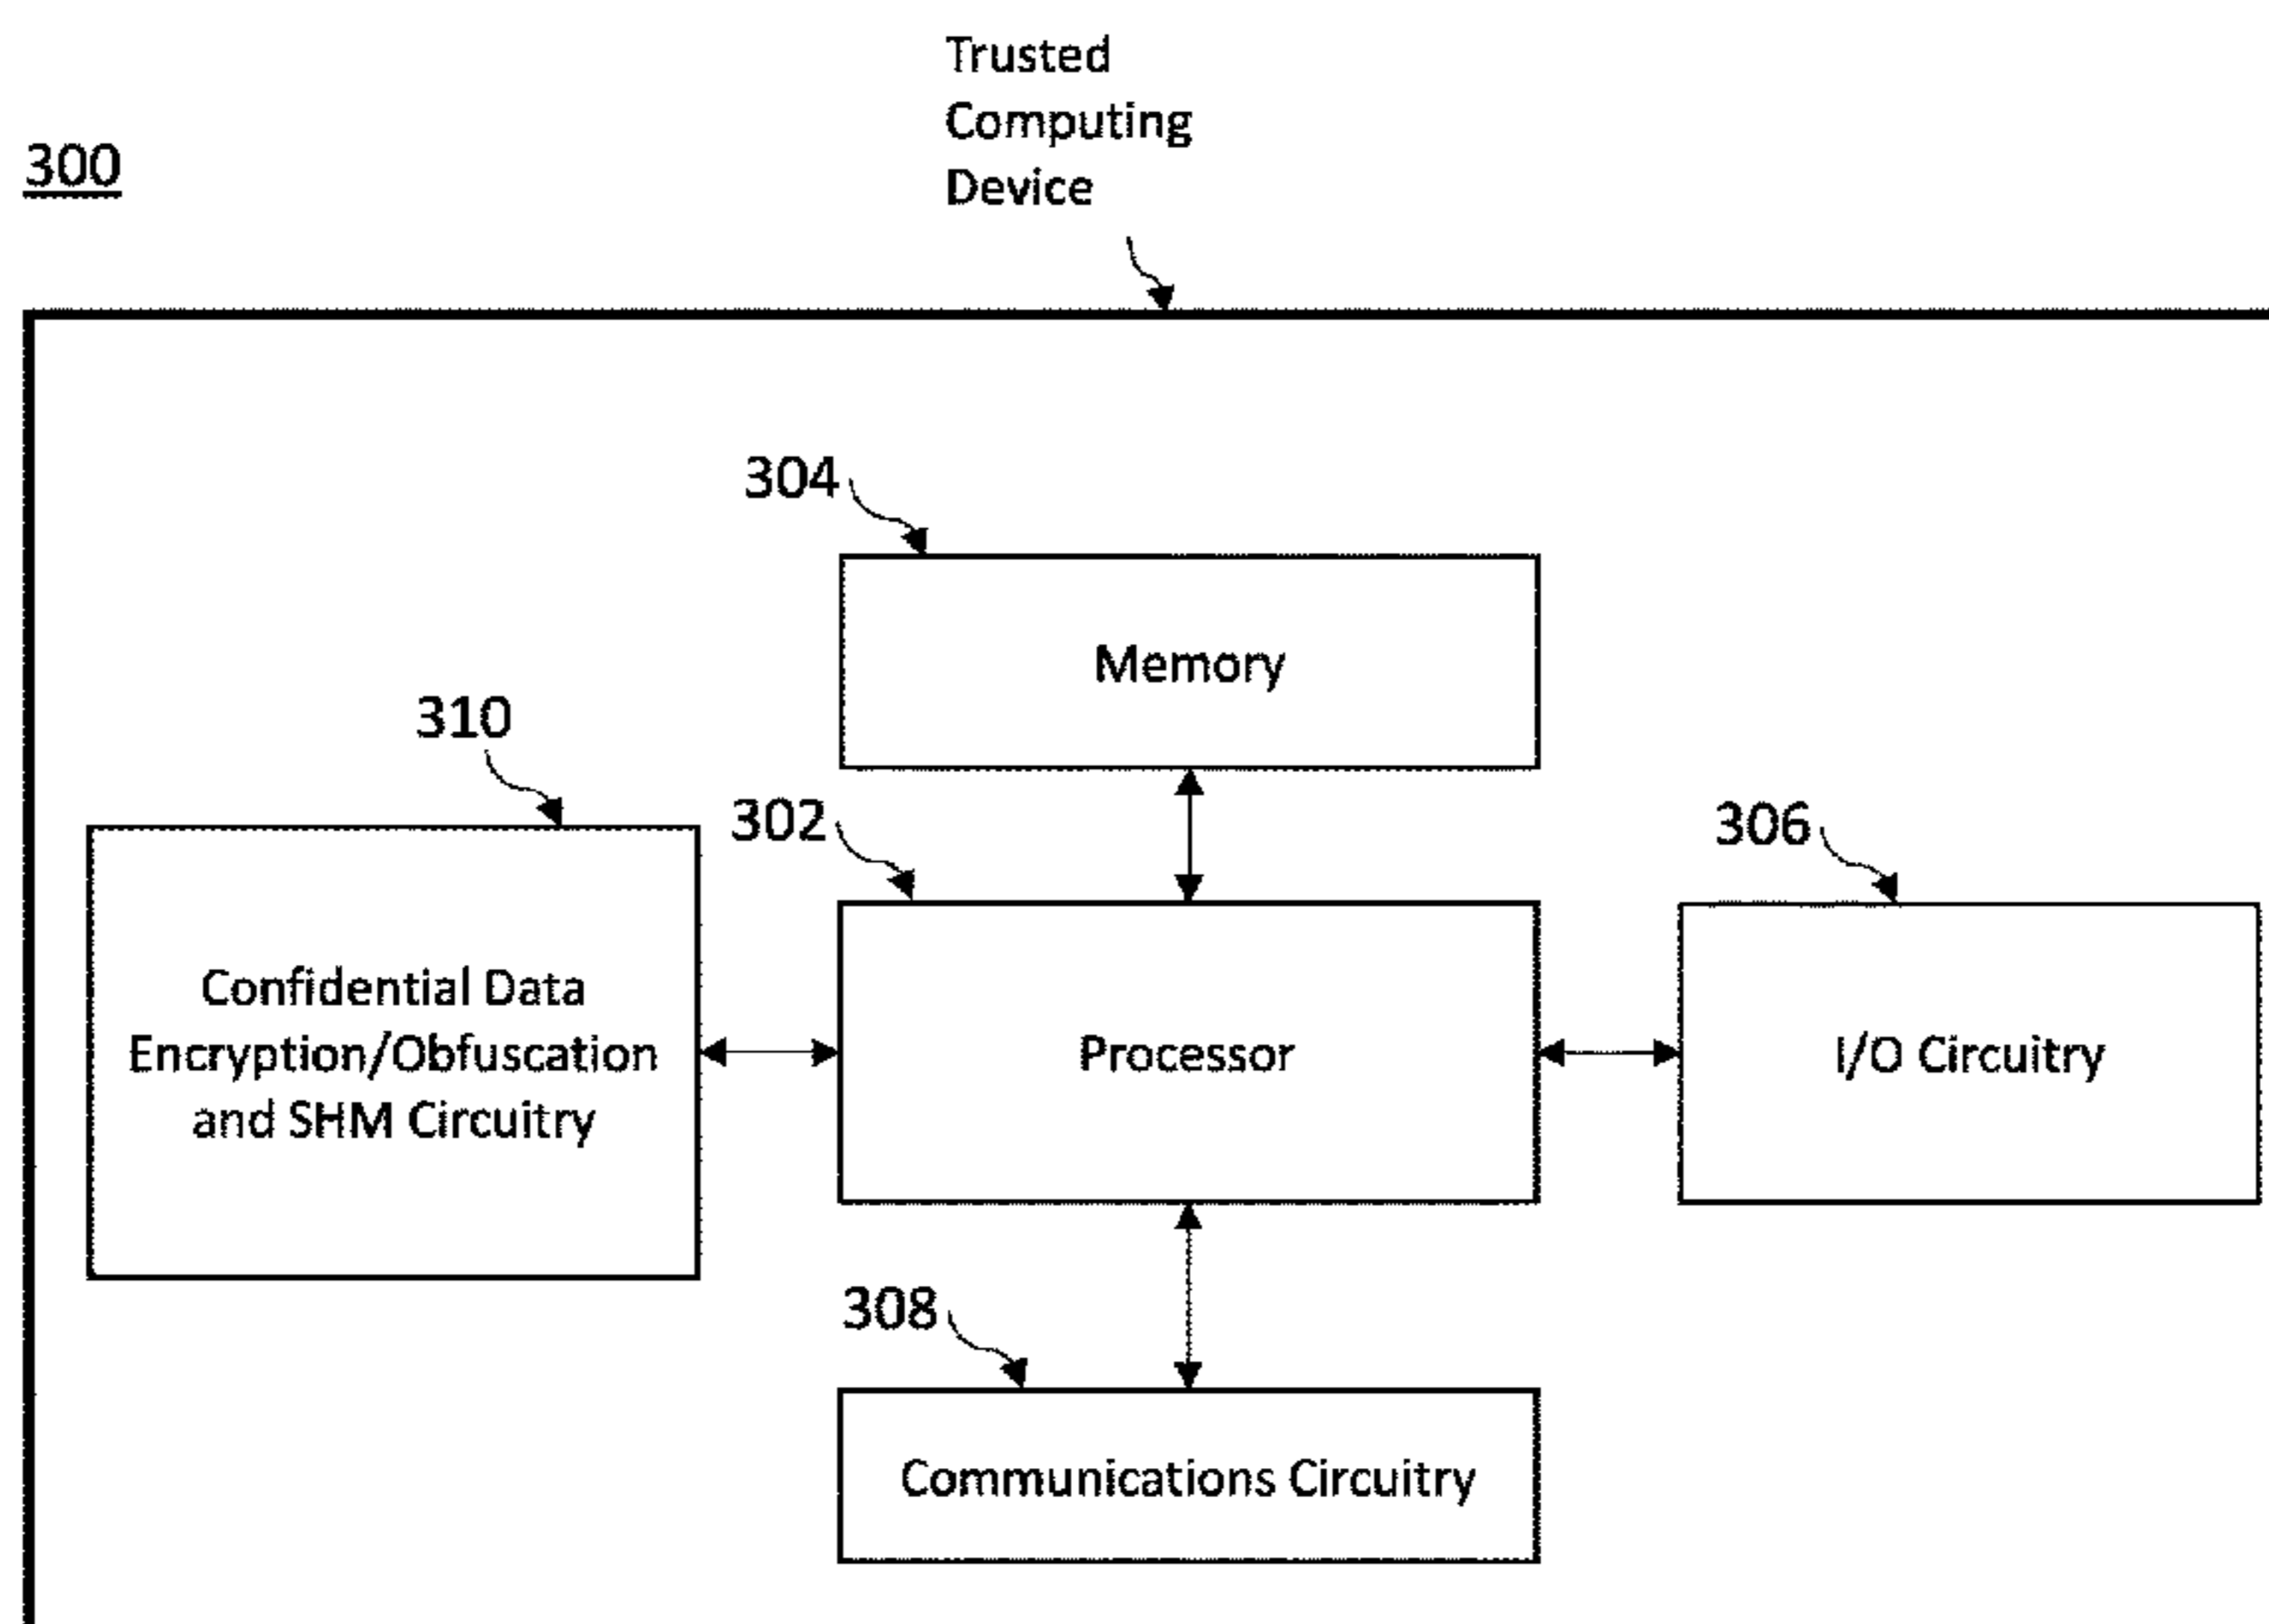 Trusted
Computing
Device
300
304
Memory
310
302
306
Confidential Data
Encryption/Obfuscation
and SHM Circuitry
Processor
I/O Circuitry
308
Communications Circuitry